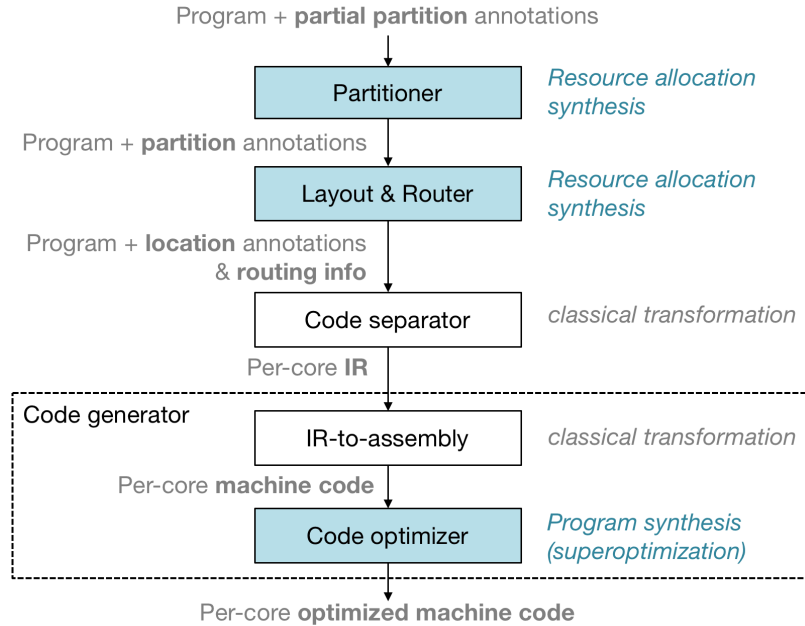 Program + partial partition annotations
Partitioner
Resource allocation
synthesis
Program + partition annotations
Layout & Router
Resource allocation
synthesis
Program + location annotations
& routing info
Code separator
classical transformation
Per-core IR
Code generator
IR-to-assembly
classical transformation
Per-core machine code
Code optimizer
Program synthesis
(superoptimization)
Per-core optimized machine code